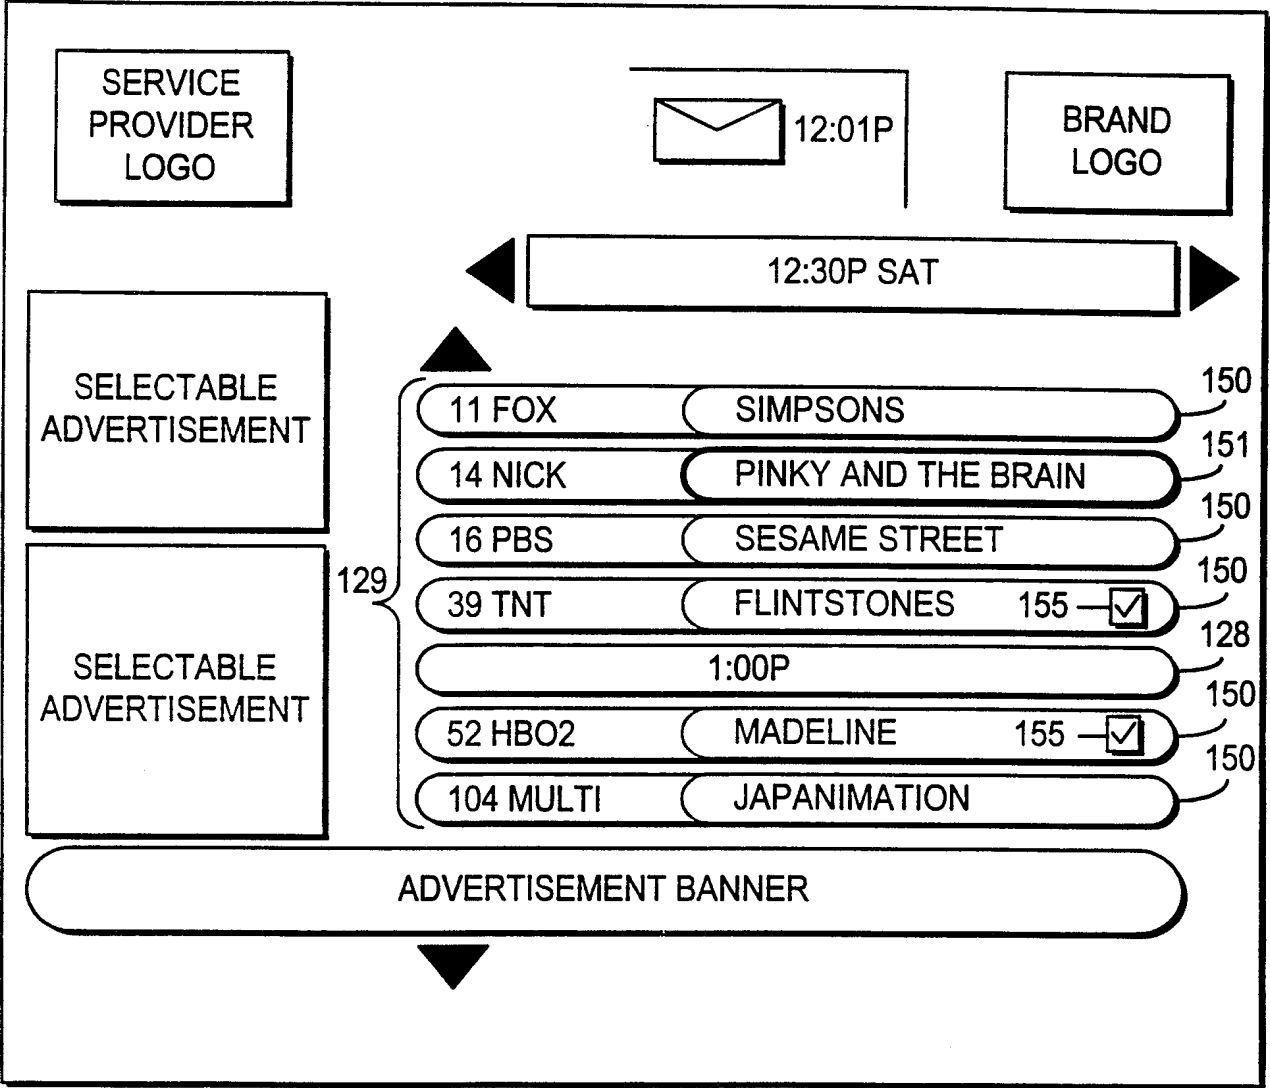 SERVICE
PROVIDER
LOGO
12:01P
BRAND
LOGO
12:30P SAT
SELECTABLE
ADVERTISEMENT
SELECTABLE
ADVERTISEMENT
129
11 FOX SIMPSONS 150
14 NICK PINKY AND THE BRAIN 151
16 PBS SESAME STREET 150
39 TNT FLINTSTONES 155 150
1:00P 128
52 HBO2 MADELINE 155 150
104 MULTI JAPANIMATION 150
ADVERTISEMENT BANNER